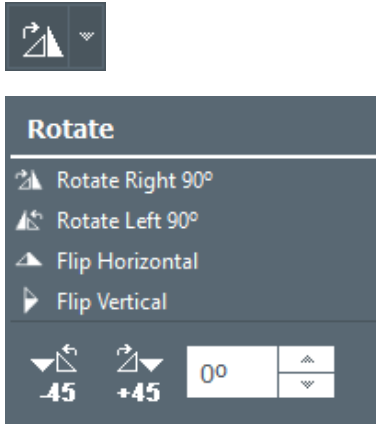 Rotate
Rotate Right 90º
Rotate Left 90º
Flip Horizontal
Flip Vertical
-45 +45 0º